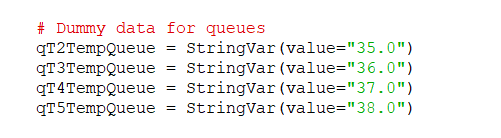 # Dummy data for queues
qT2TempQueue = StringVar(value="35.0")
qT3TempQueue = StringVar(value="36.0")
qT4TempQueue = StringVar(value="37.0")
qT5TempQueue = StringVar(value="38.0")